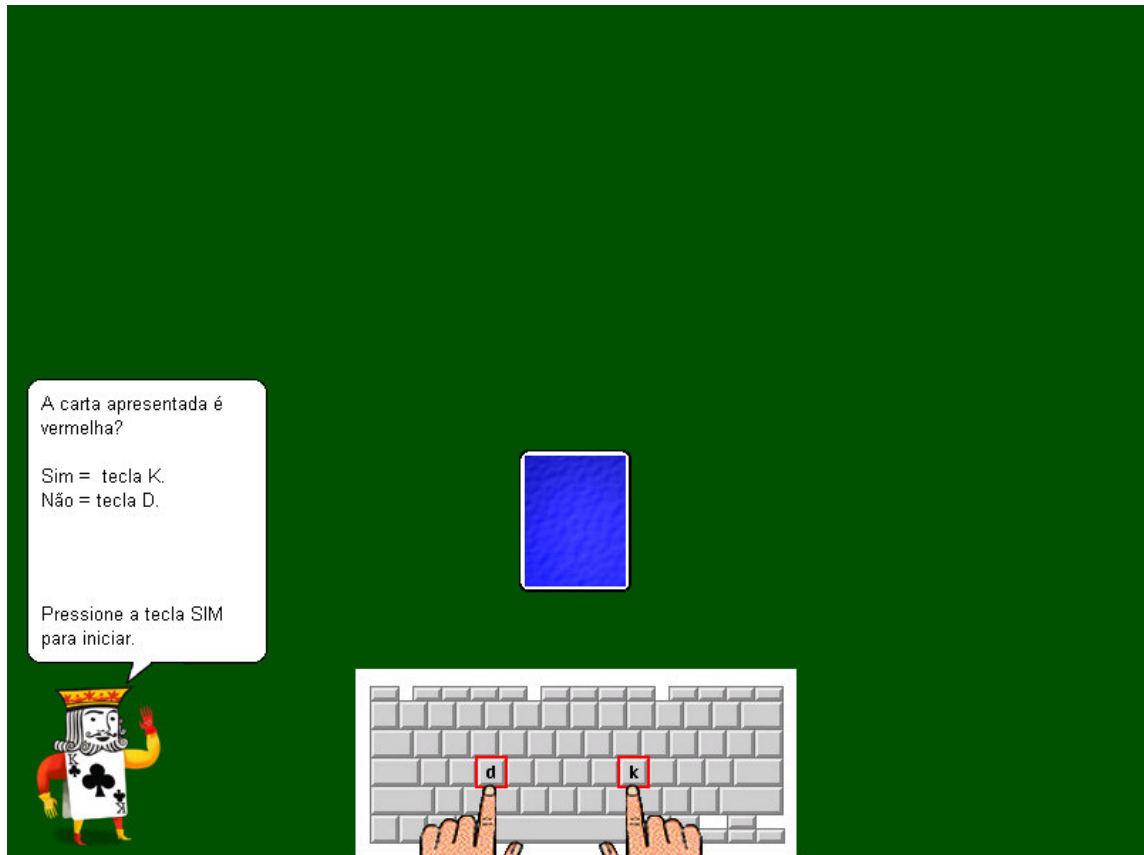 A carta apresentada é
vermelha?
Sim =  tecla K.
Não = tecla D.
Pressione a tecla SIM
para iniciar.
K
K
d
k